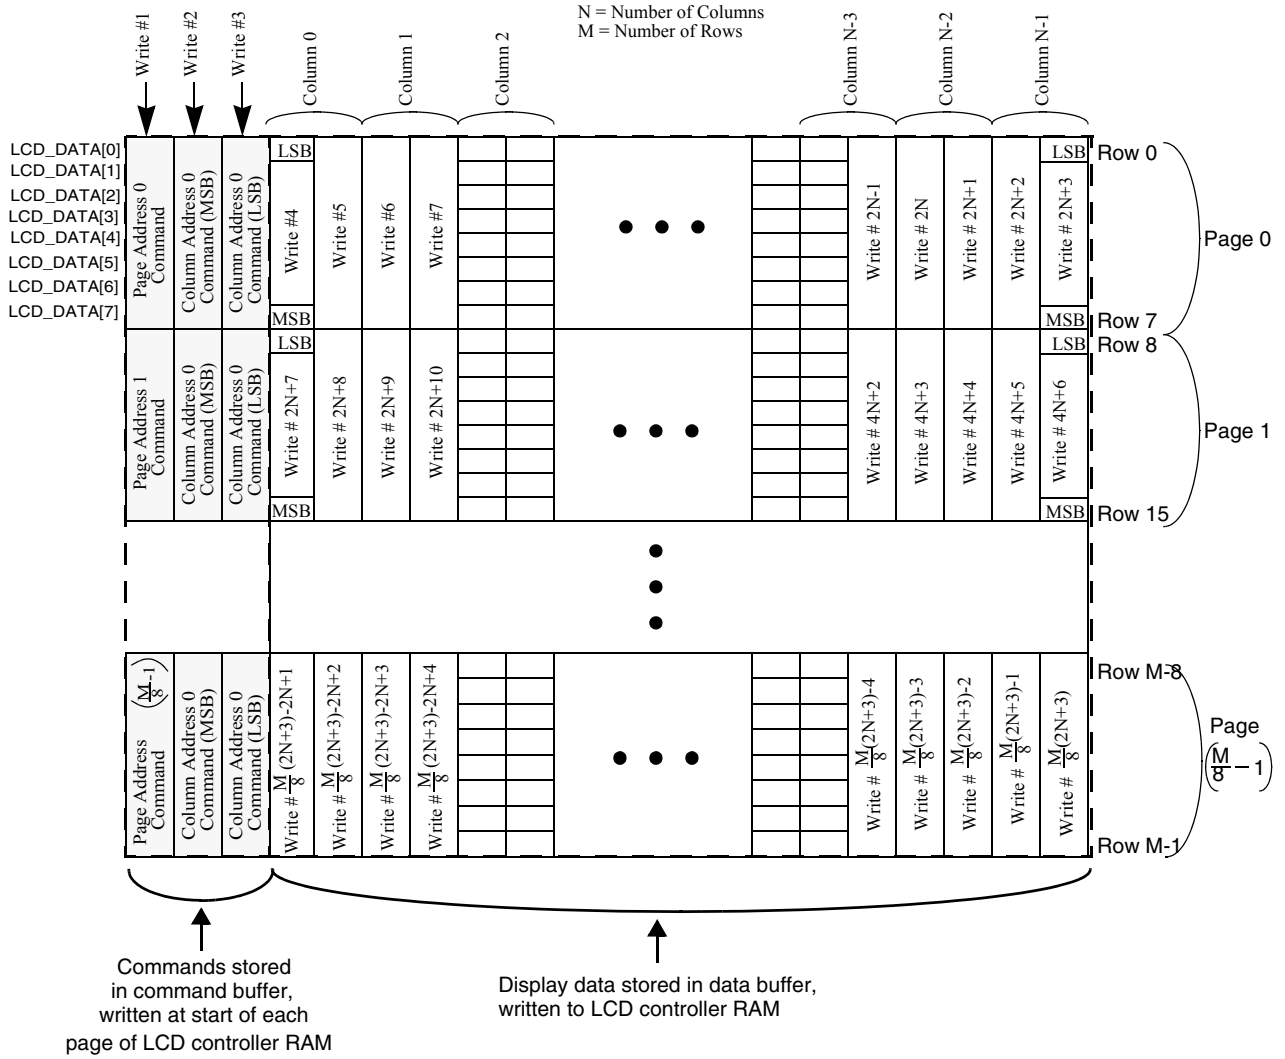 N = Number of Columns
M = Number of Rows
Write #1
Write #2
Write #3
Column 0
Column 1
Column 2
Column N-3
Column N-2
Column N-1
LCD_DATA[0]
LCD_DATA[1]
LCD_DATA[2]
LCD_DATA[3]
LCD_DATA[4]
LCD_DATA[5]
LCD_DATA[6]
LCD_DATA[7]
Page Address 0
Command
Column Address 0
Command (MSB)
Column Address 0
Command (LSB)
LSB
Write #4
MSB
Write #5
Write #6
Write #7
Write # 2N-1
Write # 2N
Write # 2N+1
Write # 2N+2
LSB
Write # 2N+3
MSB
Row 0
Row 7
Page 0
Page Address 1
Command
Column Address 0
Command (MSB)
Column Address 0
Command (LSB)
LSB
Write # 2N+7
MSB
Write # 2N+8
Write # 2N+9
Write # 2N+10
Write # 4N+2
Write # 4N+3
Write # 4N+4
Write # 4N+5
LSB
Write # 4N+6
MSB
Row 8
Row 15
Page 1
Page Address (M/8-1)
Command
Column Address 0
Command (MSB)
Column Address 0
Command (LSB)
Write # M/8(2N+3)-2N+1
Write # M/8(2N+3)-2N+2
Write # M/8(2N+3)-2N+3
Write # M/8(2N+3)-2N+4
Write # M/8(2N+3)-4
Write # M/8(2N+3)-3
Write # M/8(2N+3)-2
Write # M/8(2N+3)-1
Write # M/8(2N+3)
Row M-8
Row M-1
Page
(M/8 – 1)
Commands stored
in command buffer,
written at start of each
page of LCD controller RAM
Display data stored in data buffer,
written to LCD controller RAM